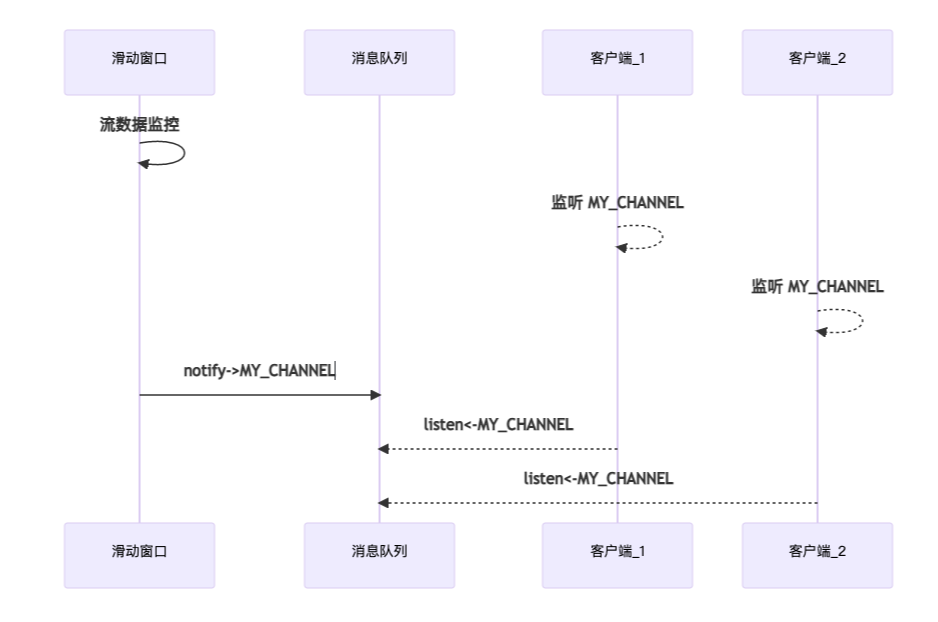 滑动窗口
消息队列
客户端_1
客户端_2
流数据监控
监听 MY_CHANNEL
监听 MY_CHANNEL
notify->MY_CHANNEL
listen<-MY_CHANNEL
listen<-MY_CHANNEL
滑动窗口
消息队列
客户端_1
客户端_2